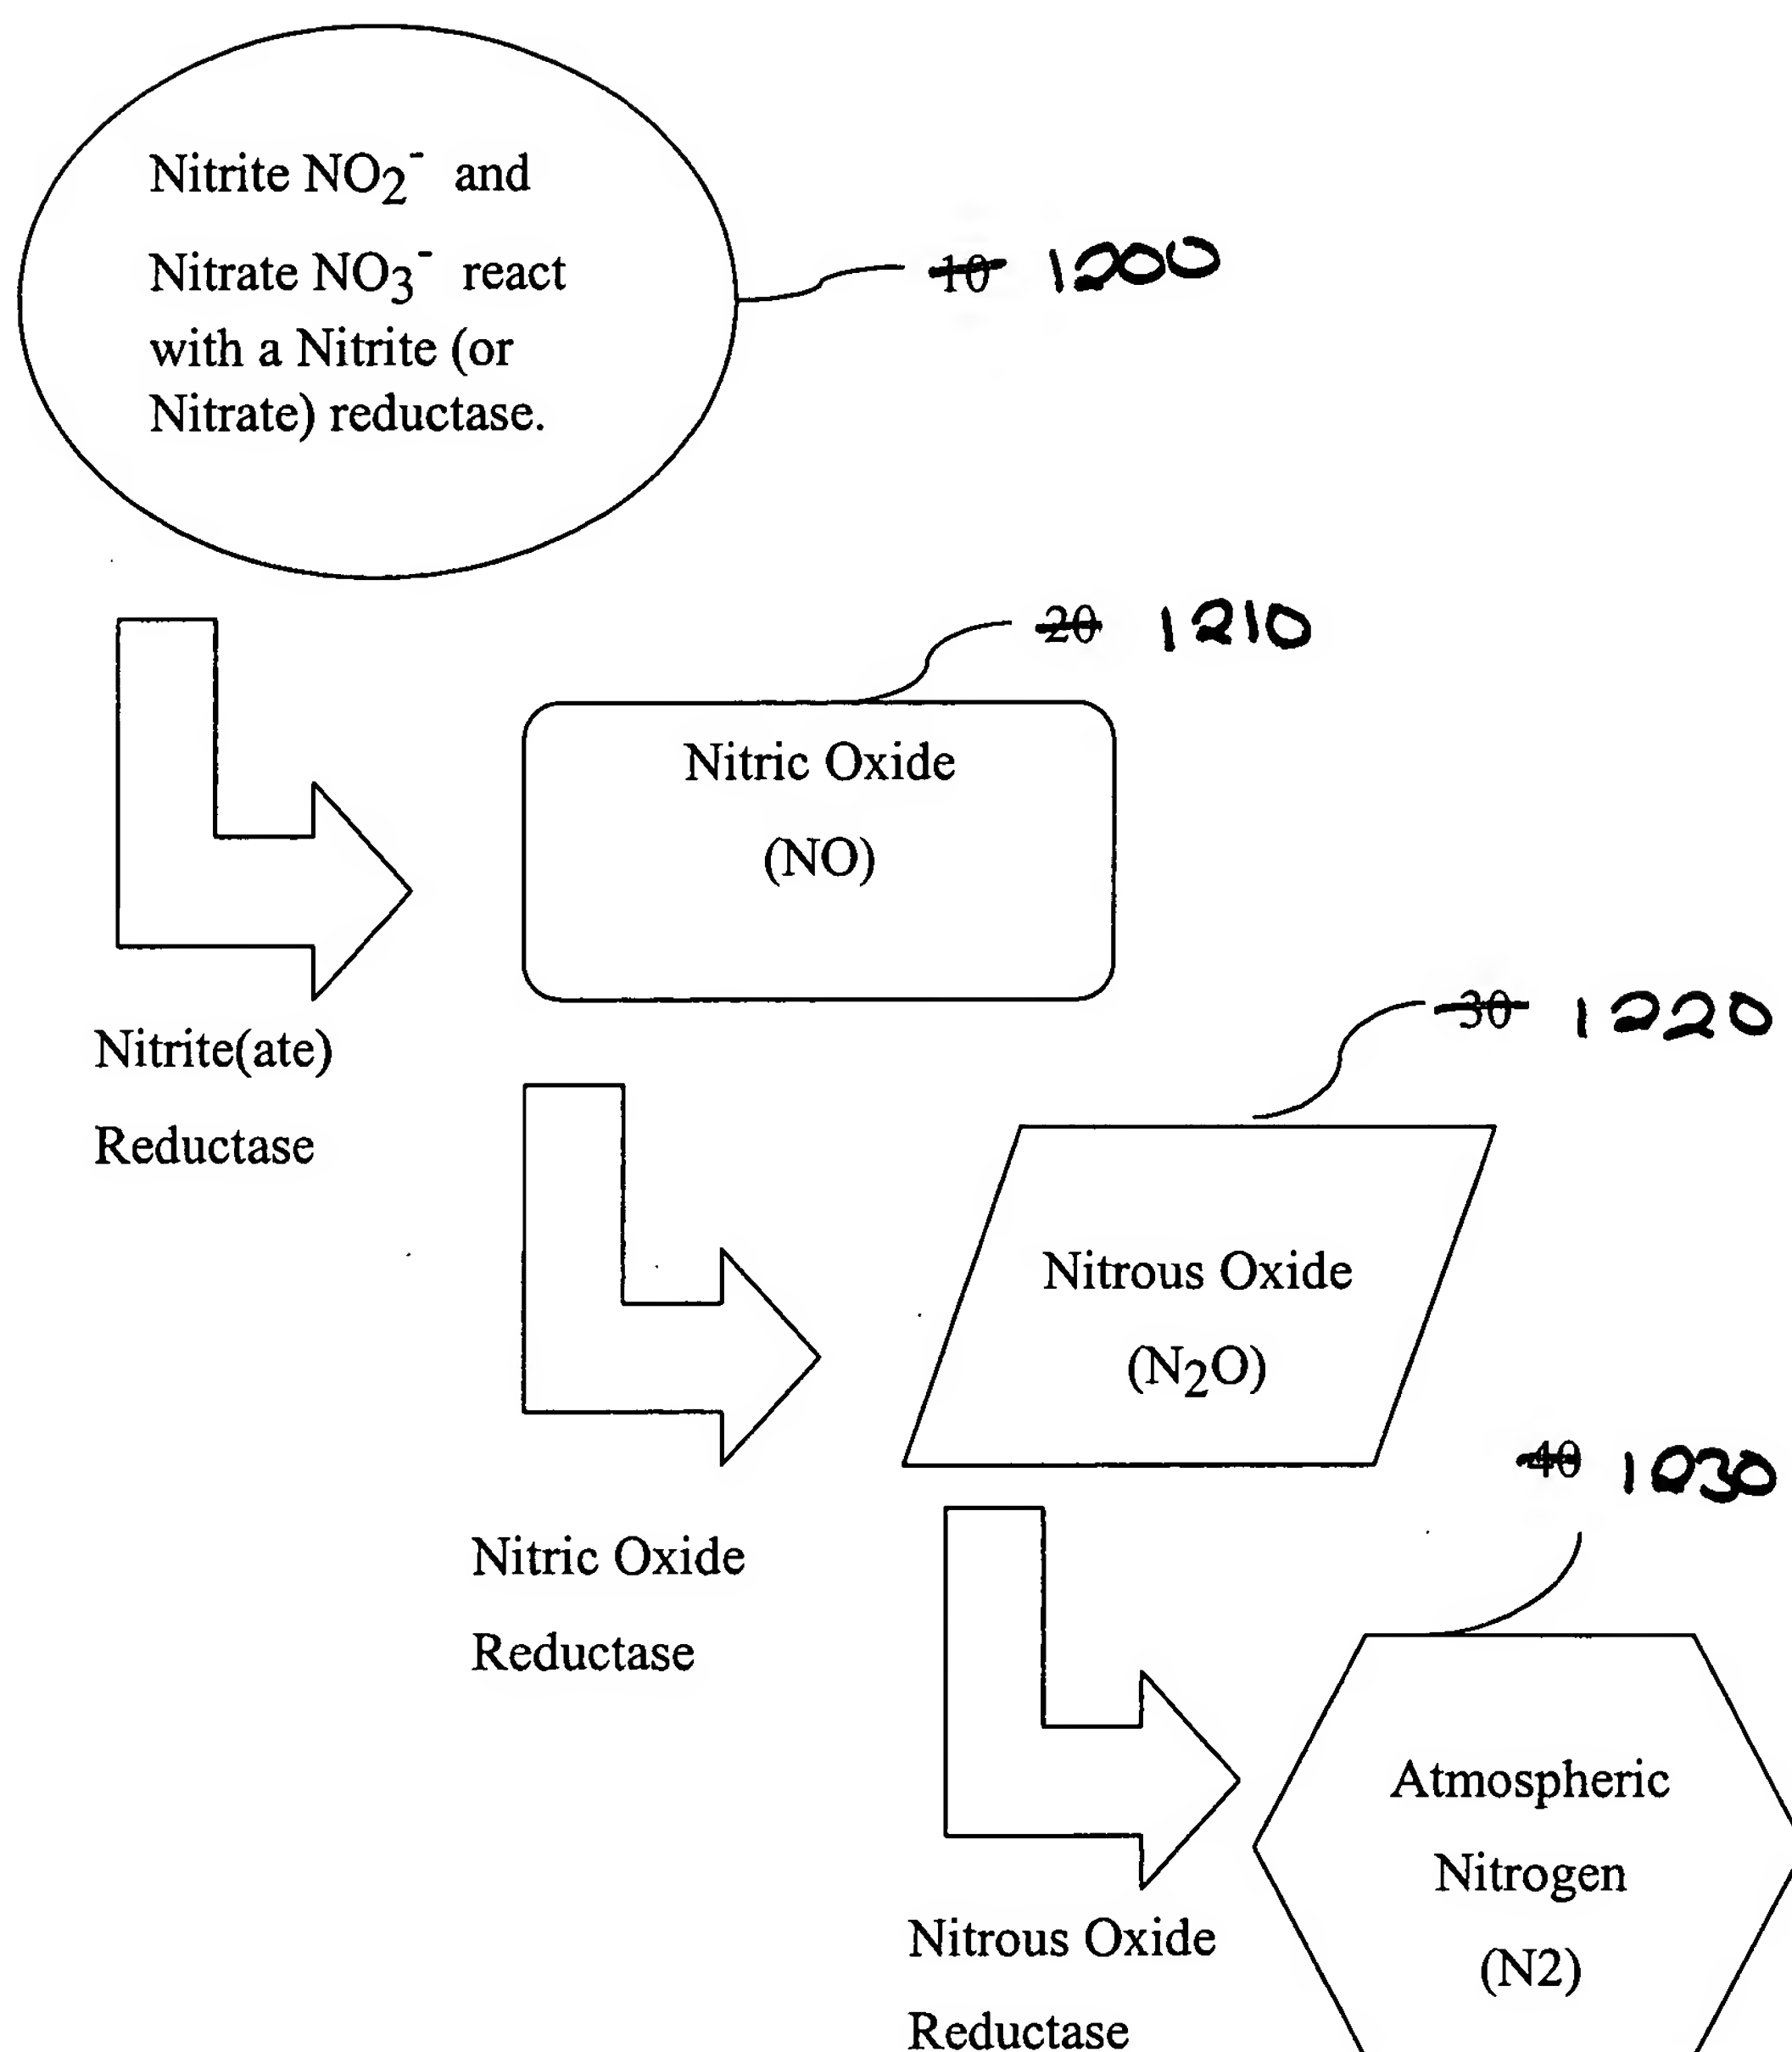 Nitrite NO₂⁻ and
Nitrate NO₃⁻ react
with a Nitrite (or
Nitrate) reductase.
10 1200
20 1210
Nitric Oxide
(NO)
30 1220
Nitrite(ate)
Reductase
Nitrous Oxide
(N₂O)
40 1030
Nitric Oxide
Reductase
Atmospheric
Nitrogen
(N2)
Nitrous Oxide
Reductase